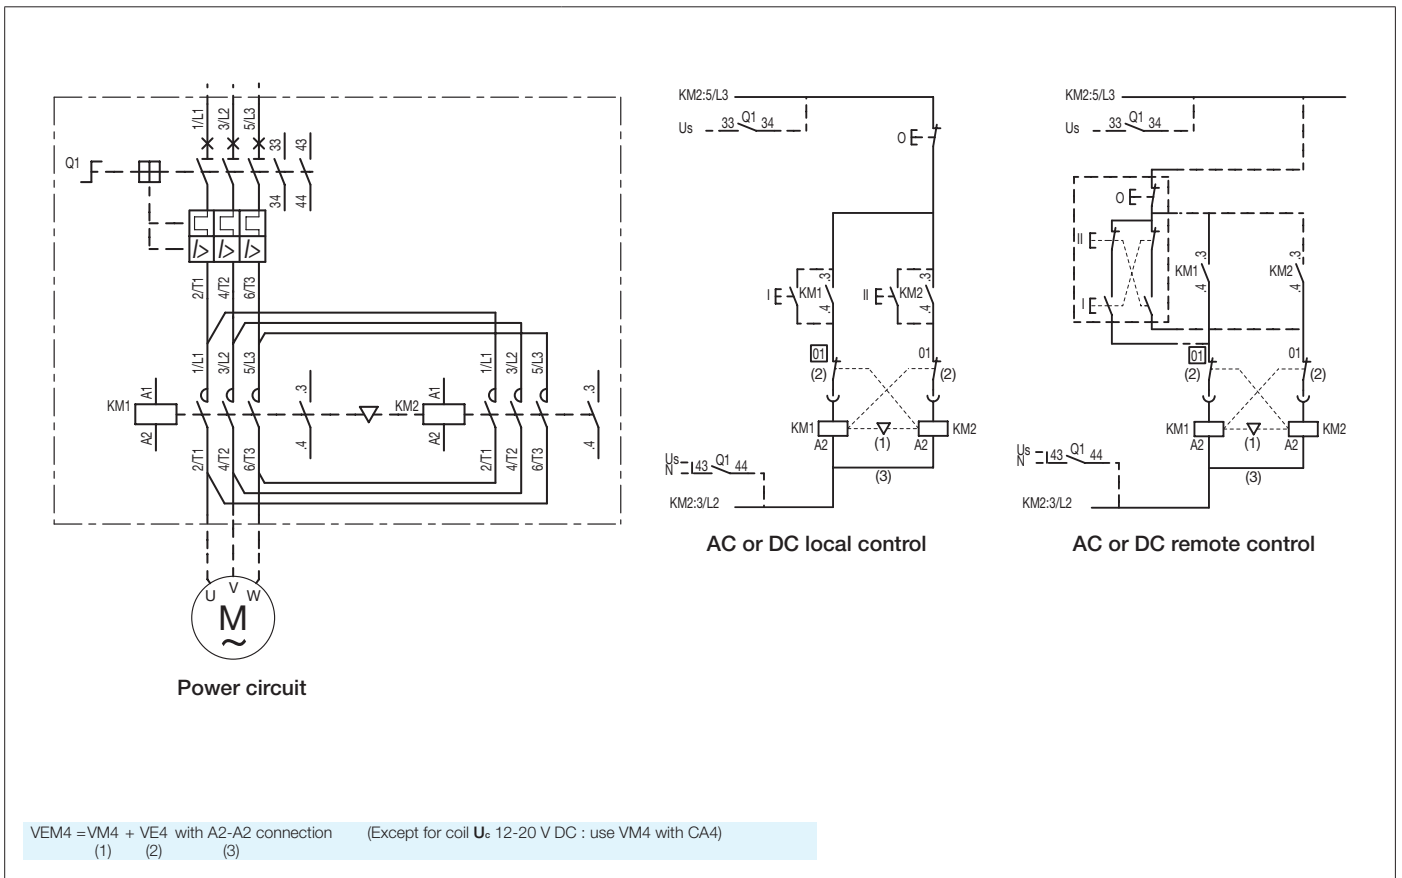 1/L1 3/L2 5/L3 33 43
Q1
34 44
I> I> I>
2/T1 4/T2 6/T3
1/L1 3/L2 5/L3 1/L1 3/L2 5/L3
KM1 A1 .3 KM2 A1 .3
A2 .4 A2 .4
2/T1 4/T2 6/T3 2/T1 4/T2 6/T3
U V W
M
~
Power circuit
KM2:5/L3
Us 33 Q1 34
O
I KM1 .3 II KM2 .3
.4 .4
01 01
(2) (2)
KM1 KM2
A2 (1) A2
Us
N 43 Q1 44
(3)
KM2:3/L2
AC or DC local control
KM2:5/L3
Us 33 Q1 34
O
II
KM1 .3 KM2 .3
.4 .4
I
01 01
(2) (2)
KM1 KM2
A2 (1) A2
Us
N 43 Q1 44
(3)
KM2:3/L2
AC or DC remote control
VEM4 =VM4 + VE4 with A2-A2 connection (Except for coil Uc 12-20 V DC : use VM4 with CA4)
(1) (2) (3)